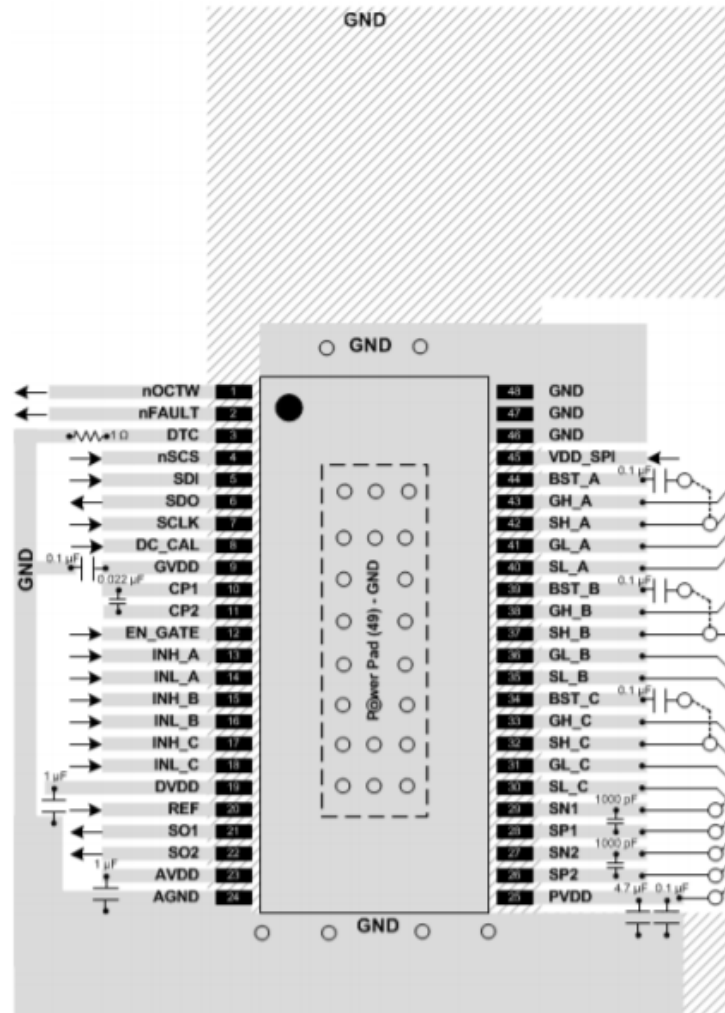 GND
GND
nOCTW 1
nFAULT 2
1 Ω DTC 3
nSCS 4
SDI 5
SDO 6
SCLK 7
DC_CAL 8
0.1 µF GVDD 9
0.022 µF CP1 10
CP2 11
EN_GATE 12
INH_A 13
INL_A 14
INH_B 15
INL_B 16
INH_C 17
INL_C 18
1 µF DVDD 19
REF 20
SO1 21
SO2 22
1 µF AVDD 23
AGND 24
GND
Power Pad (49) - GND
48 GND
47 GND
46 GND
45 VDD_SPI
44 BST_A 0.1 µF
43 GH_A
42 SH_A
41 GL_A
40 SL_A
39 BST_B 0.1 µF
38 GH_B
37 SH_B
36 GL_B
35 SL_B
34 BST_C 0.1 µF
33 GH_C
32 SH_C
31 GL_C
30 SL_C
29 SN1 1000 pF
28 SP1
27 SN2 1000 pF
26 SP2
25 PVDD 4.7 µF 0.1 µF
GND